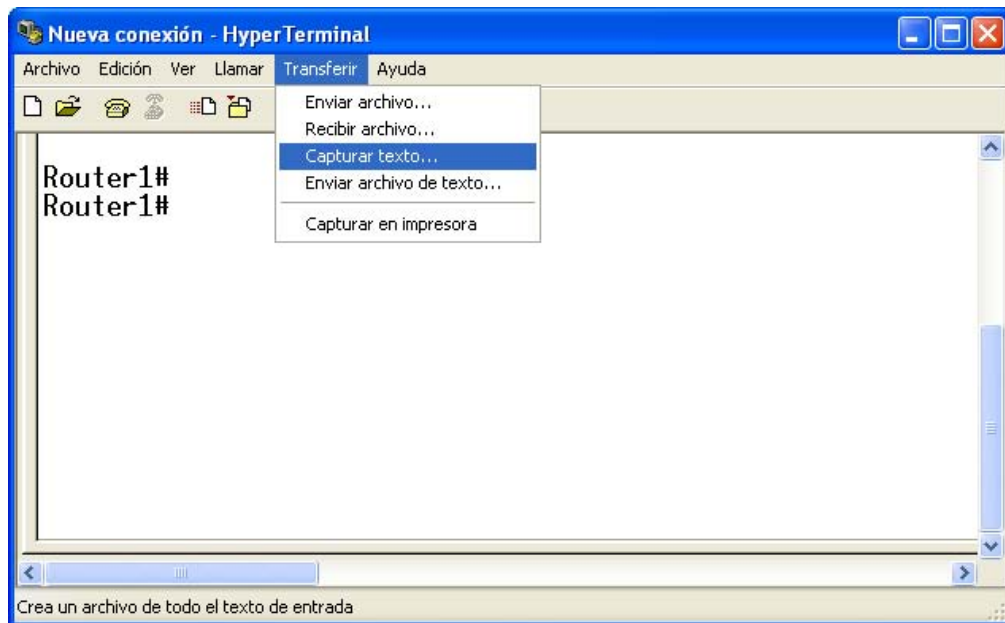 Nueva conexión - HyperTerminal
Archivo Edición Ver Llamar Transferir Ayuda
Enviar archivo...
Recibir archivo...
Capturar texto...
Enviar archivo de texto...
Capturar en impresora
Router1#
Router1#
Crea un archivo de todo el texto de entrada